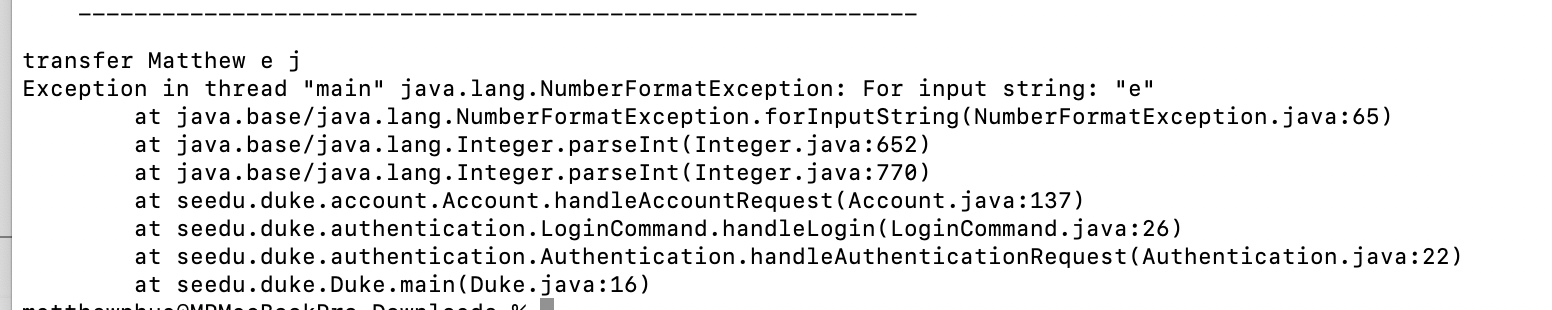 ____________________________________________________________
transfer Matthew e j
Exception in thread "main" java.lang.NumberFormatException: For input string: "e"
at java.base/java.lang.NumberFormatException.forInputString(NumberFormatException.java:65)
at java.base/java.lang.Integer.parseInt(Integer.java:652)
at java.base/java.lang.Integer.parseInt(Integer.java:770)
at seedu.duke.account.Account.handleAccountRequest(Account.java:137)
at seedu.duke.authentication.LoginCommand.handleLogin(LoginCommand.java:26)
at seedu.duke.authentication.Authentication.handleAuthenticationRequest(Authentication.java:22)
at seedu.duke.Duke.main(Duke.java:16)
%